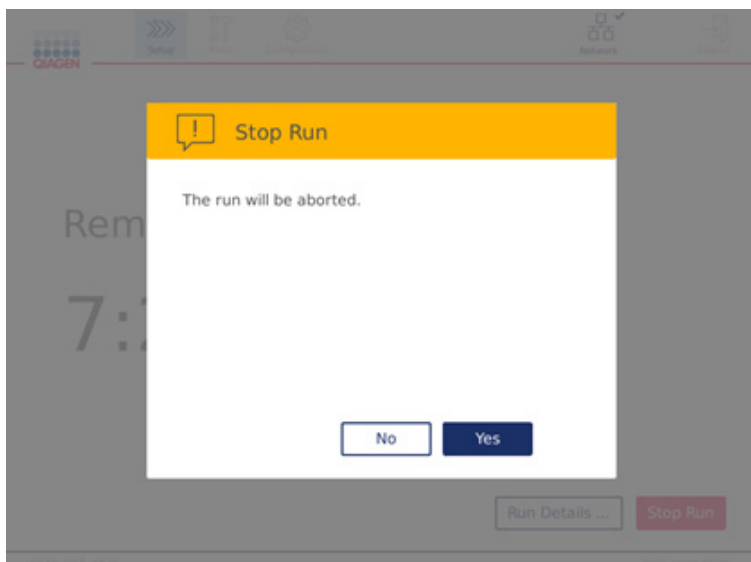 Setup
Network
QIAGEN
Stop Run
The run will be aborted.
Rem
7:
No
Yes
Run Details ...
Stop Run